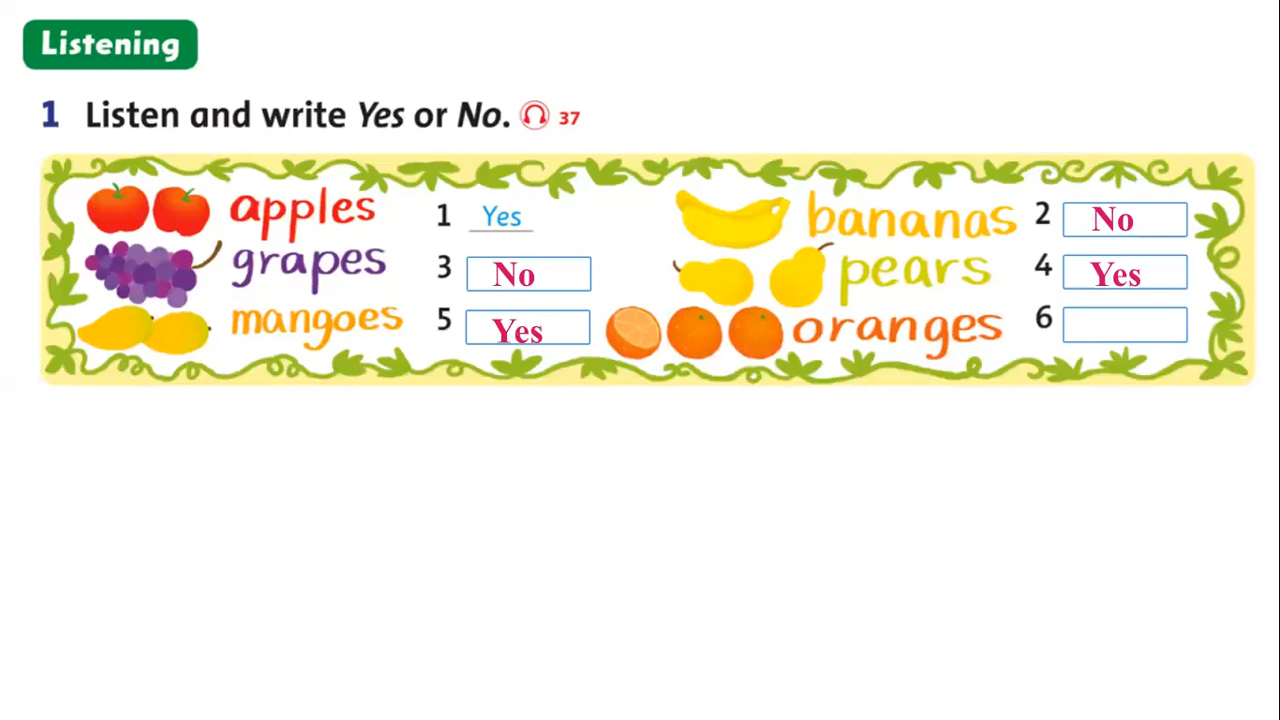 Listening
1 Listen and write Yes or No. 37
apples 1 Yes bananas 2 No
grapes 3 No pears 4 Yes
mangoes 5 Yes oranges 6